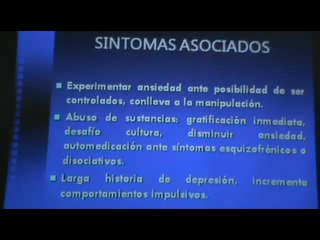 SINTOMAS ASOCIADOS
Experimentar ansiedad ante posibilidad de ser
controlados, conlleva a la manipulación.
Abuso de sustancias: gratificación inmediata,
desafío cultura, disminuir ansiedad,
automedicación ante síntomas esquizofrénicos o
disociativos.
Larga historia de depresión, incrementa
comportamientos impulsivos.